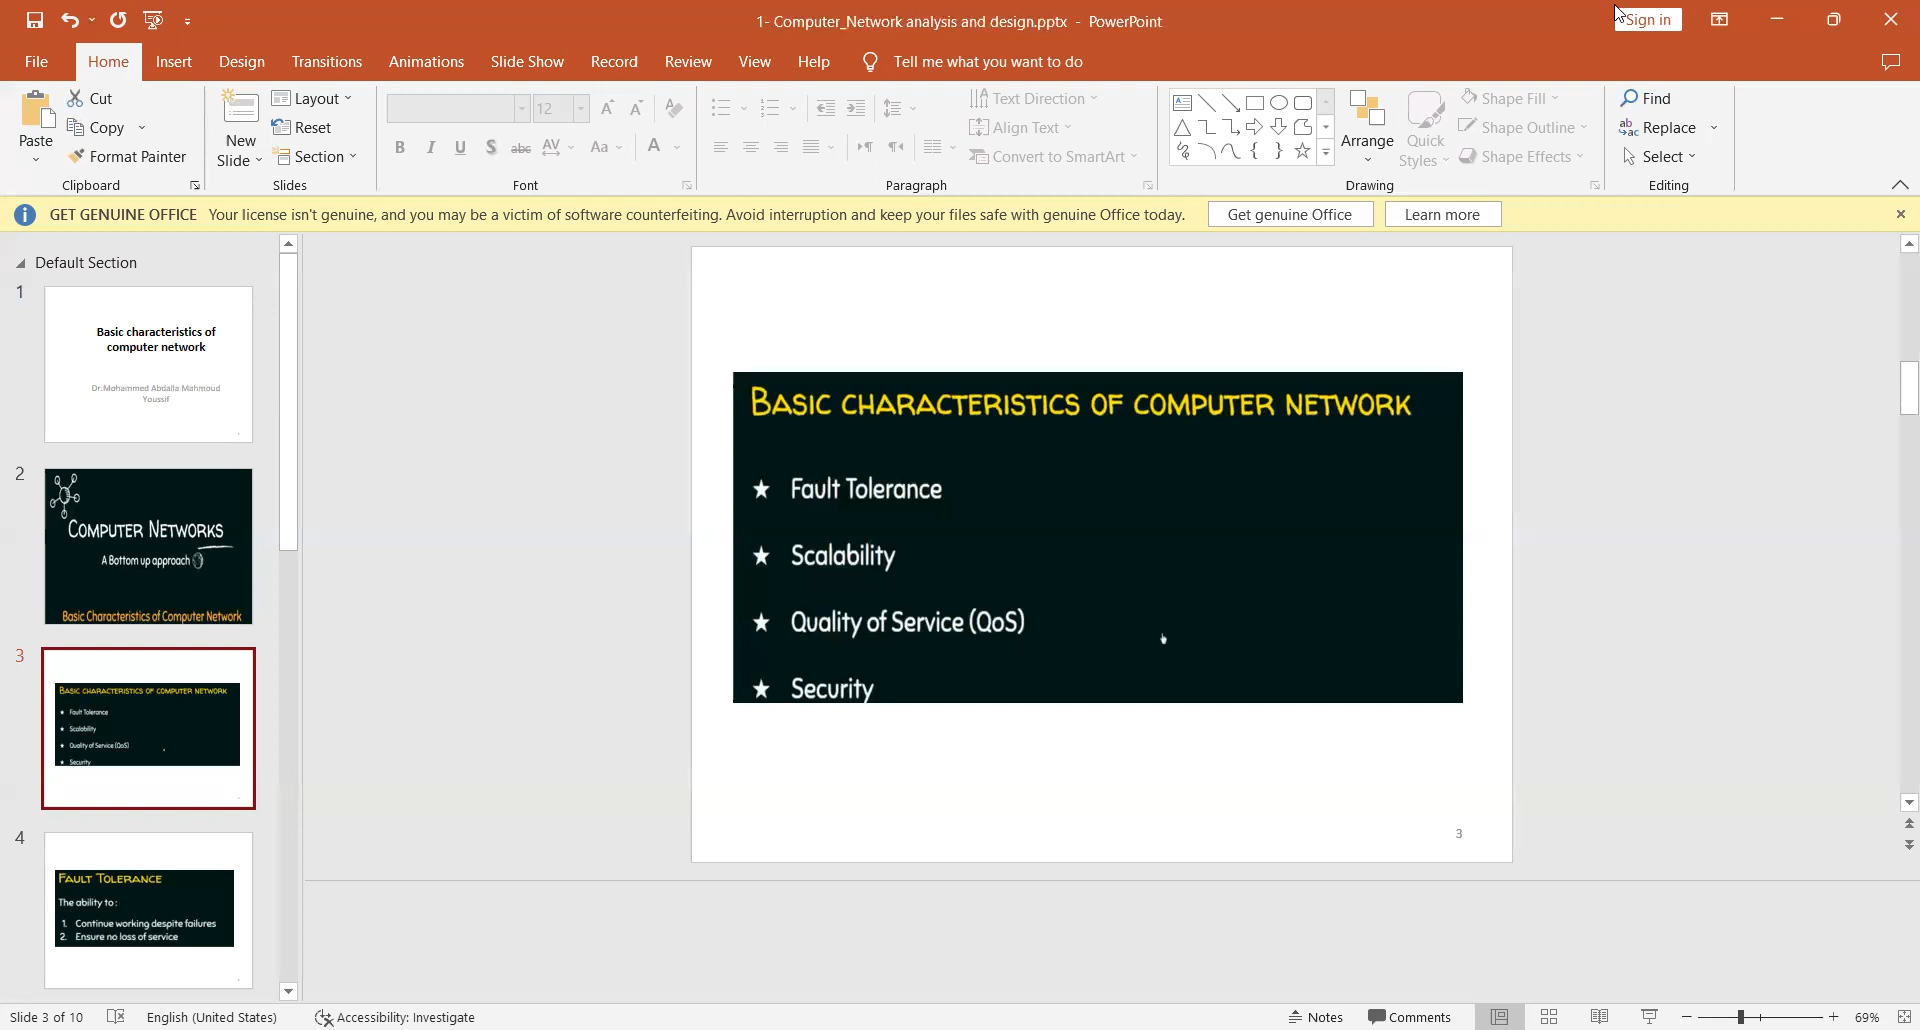 1- Computer_Network analysis and design.pptx - PowerPoint
Sign in
File Home Insert Design Transitions Animations Slide Show Record Review View Help Tell me what you want to do
Paste
Cut
Copy
Format Painter
Clipboard
New
Slide
Layout
Reset
Section
Slides
12
B I U S abc AV Aa A
Font
Text Direction
Align Text
Convert to SmartArt
Paragraph
Arrange
Quick
Styles
Shape Fill
Shape Outline
Shape Effects
Drawing
Find
Replace
Select
Editing
GET GENUINE OFFICE Your license isn't genuine, and you may be a victim of software counterfeiting. Avoid interruption and keep your files safe with genuine Office today. Get genuine Office Learn more
Default Section
1
Basic characteristics of
computer network
Dr.Mohammed Abdalla Mahmoud
Youssif
2
COMPUTER NETWORKS
A Bottom up approach
Basic Characteristics of Computer Network
3
BASIC CHARACTERISTICS OF COMPUTER NETWORK
★ Fault Tolerance
★ Scalability
★ Quality of Service (QoS)
★ Security
4
FAULT TOLERANCE
The ability to :
1. Continue working despite failures
2. Ensure no loss of service
BASIC CHARACTERISTICS OF COMPUTER NETWORK
★ Fault Tolerance
★ Scalability
★ Quality of Service (QoS)
★ Security
3
Slide 3 of 10 English (United States) Accessibility: Investigate Notes Comments 69%